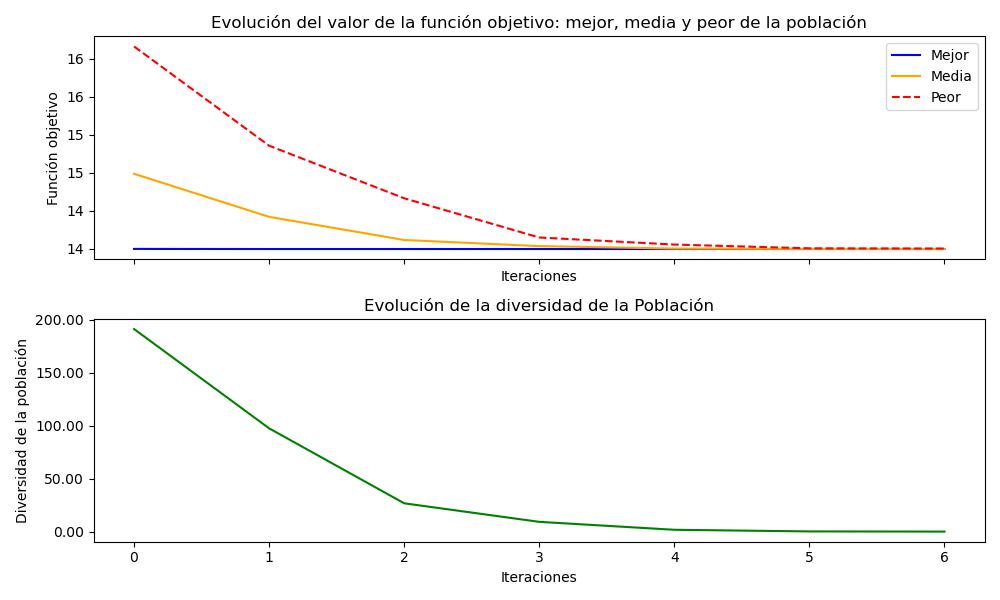 Evolución del valor de la función objetivo: mejor, media y peor de la población
Función objetivo
16
16
15
15
14
14
Mejor
Media
Peor
Iteraciones
Evolución de la diversidad de la Población
Diversidad de la población
200.00
150.00
100.00
50.00
0.00
0 1 2 3 4 5 6
Iteraciones